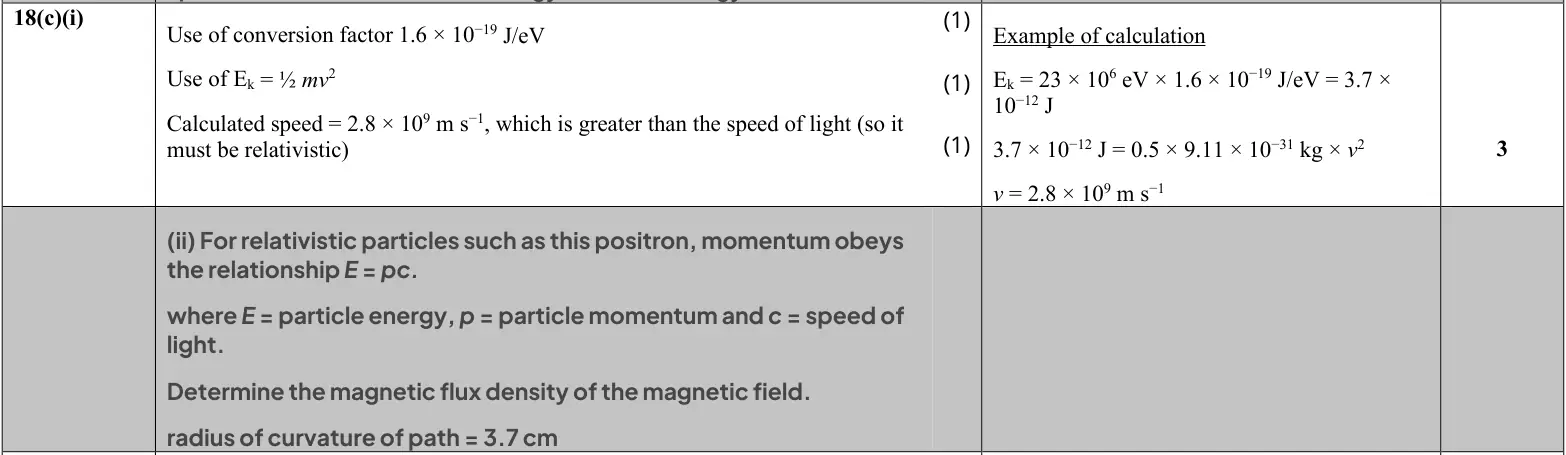 18(c)(i)
Use of conversion factor 1.6 × 10⁻¹⁹ J/eV (1)
Use of Eₖ = ½ mv² (1)
Calculated speed = 2.8 × 10⁹ m s⁻¹, which is greater than the speed of light (so it
must be relativistic) (1)
Example of calculation
Eₖ = 23 × 10⁶ eV × 1.6 × 10⁻¹⁹ J/eV = 3.7 ×
10⁻¹² J
3.7 × 10⁻¹² J = 0.5 × 9.11 × 10⁻³¹ kg × v²
v = 2.8 × 10⁹ m s⁻¹
3
(ii) For relativistic particles such as this positron, momentum obeys
the relationship E = pc.
where E = particle energy, p = particle momentum and c = speed of
light.
Determine the magnetic flux density of the magnetic field.
radius of curvature of path = 3.7 cm